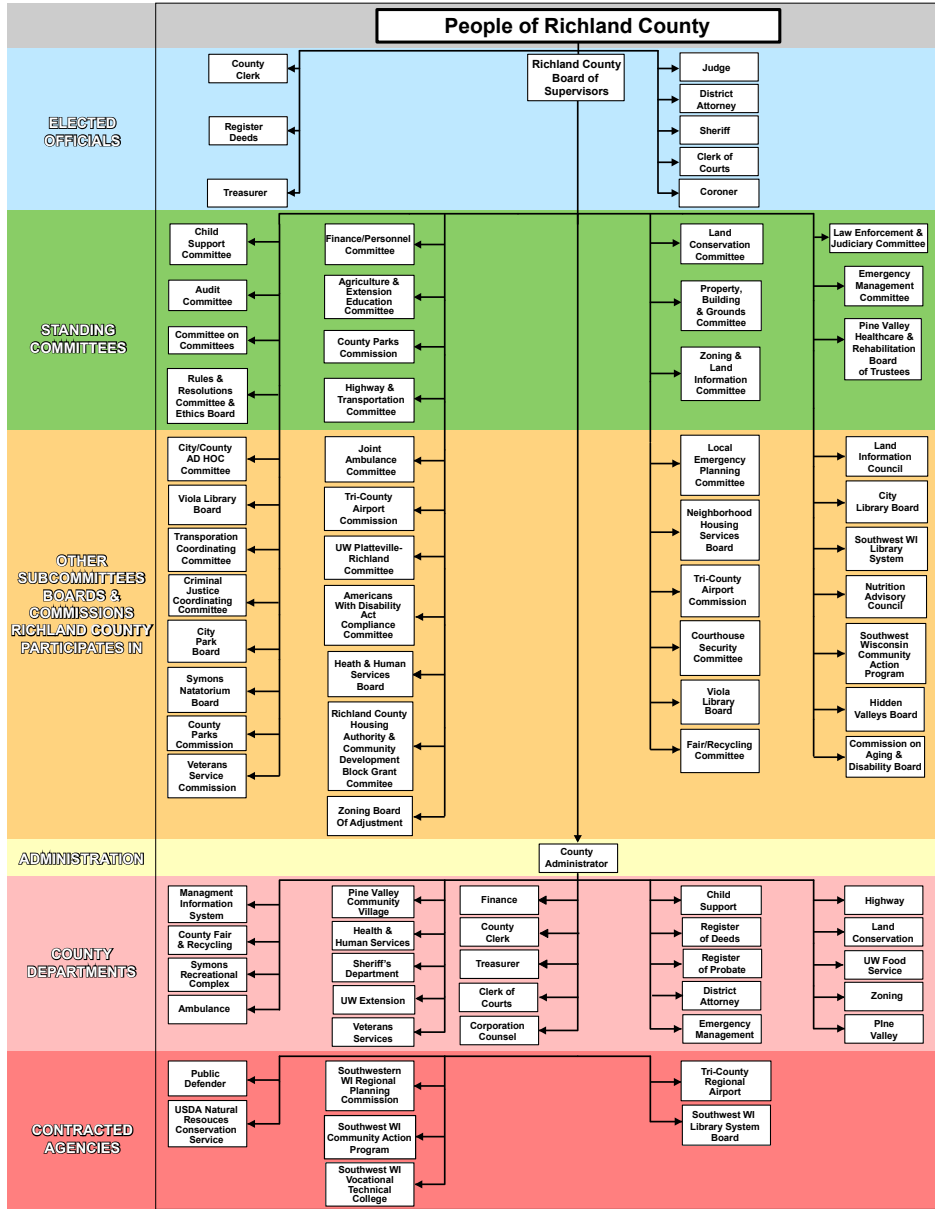 People of Richland County
ELECTED
OFFICIALS
County
Clerk
Register
Deeds
Treasurer
Richland County
Board of
Supervisors
Judge
District
Attorney
Sheriff
Clerk of
Courts
Coroner
STANDING
COMMITTEES
Child
Support
Committee
Audit
Committee
Committee on
Committees
Rules &
Resolutions
Committee &
Ethics Board
Finance/Personnel
Committee
Agriculture &
Extension
Education
Committee
County Parks
Commission
Highway &
Transportation
Committee
Land
Conservation
Committee
Property,
Building
& Grounds
Committee
Zoning &
Land
Information
Committee
Law Enforcement &
Judiciary Committee
Emergency
Management
Committee
Pine Valley
Healthcare &
Rehabilitation
Board
of Trustees
OTHER
SUBCOMMITTEES
BOARDS &
COMMISSIONS
RICHLAND COUNTY
PARTICIPATES IN
City/County
AD HOC
Committee
Viola Library
Board
Transporation
Coordinating
Committee
Criminal
Justice
Coordinating
Committee
City
Park
Board
Symons
Natatorium
Board
County
Parks
Commission
Veterans
Service
Commission
Joint
Ambulance
Committee
Tri-County
Airport
Commission
UW Platteville-
Richland
Committee
Americans
With Disability
Act
Compliance
Committee
Heath & Human
Services
Board
Richland County
Housing
Authority &
Community
Development
Block Grant
Commitee
Zoning Board
Of Adjustment
Local
Emergency
Planning
Committee
Neighborhood
Housing
Services
Board
Tri-County
Airport
Commission
Courthouse
Security
Committee
Viola
Library
Board
Fair/Recycling
Committee
Land
Information
Council
City
Library Board
Southwest WI
Library
System
Nutrition
Advisory
Council
Southwest
Wisconsin
Community
Action
Program
Hidden
Valleys Board
Commission on
Aging &
Disability Board
ADMINISTRATION
County
Administrator
COUNTY
DEPARTMENTS
Managment
Information
System
County Fair
& Recycling
Symons
Recreational
Complex
Ambulance
Pine Valley
Community
Village
Health &
Human Services
Sheriff's
Department
UW Extension
Veterans
Services
Finance
County
Clerk
Treasurer
Clerk of
Courts
Corporation
Counsel
Child
Support
Register
of Deeds
Register
of Probate
District
Attorney
Emergency
Management
Highway
Land
Conservation
UW Food
Service
Zoning
PIne
Valley
CONTRACTED
AGENCIES
Public
Defender
USDA Natural
Resouces
Conservation
Service
Southwestern
WI Regional
Planning
Commission
Southwest WI
Community Action
Program
Southwest WI
Vocational
Technical
College
Tri-County
Regional
Airport
Southwest WI
Library System
Board